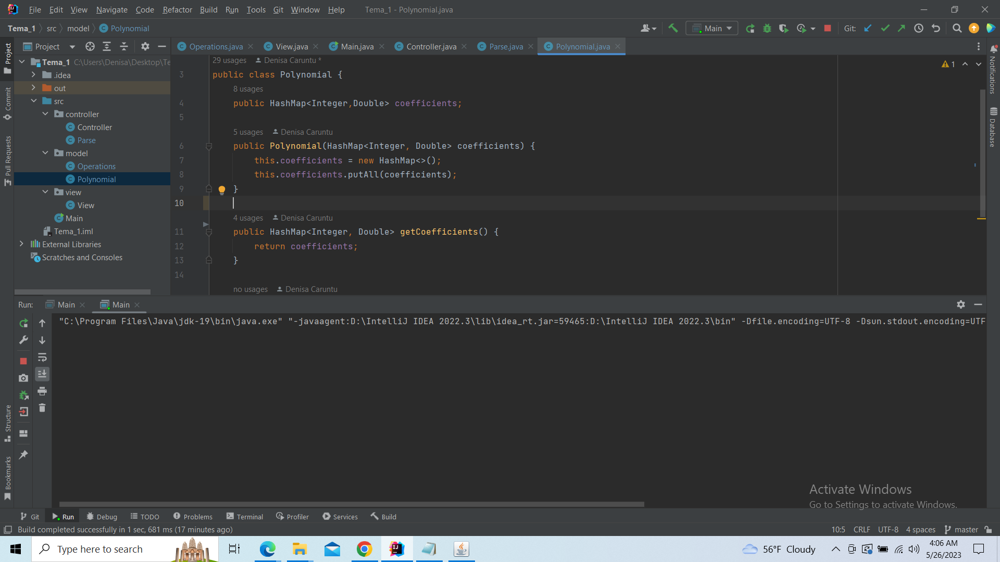 File Edit View Navigate Code Refactor Build Run Tools Git Window Help Tema_1 - Polynomial.java
Tema_1 src model Polynomial Main Git:
Project
Operations.java View.java Main.java Controller.java Parse.java Polynomial.java
Tema_1 C:\Users\Denisa\Desktop\Te
.idea
out
src
controller
Controller
Parse
model
Operations
Polynomial
view
View
Main
Tema_1.iml
External Libraries
Scratches and Consoles
29 usages Denisa Caruntu *
1
3 public class Polynomial {
8 usages
4 public HashMap<Integer,Double> coefficients;
5
5 usages Denisa Caruntu
6 public Polynomial(HashMap<Integer, Double> coefficients) {
7 this.coefficients = new HashMap<>();
8 this.coefficients.putAll(coefficients);
9 }
10
4 usages Denisa Caruntu
11 public HashMap<Integer, Double> getCoefficients() {
12 return coefficients;
13 }
14
no usages Denisa Caruntu
Project
Commit
Pull Requests
Structure
Bookmarks
Notifications
Database
Run: Main Main
"C:\Program Files\Java\jdk-19\bin\java.exe" "-javaagent:D:\IntelliJ IDEA 2022.3\lib\idea_rt.jar=59465:D:\IntelliJ IDEA 2022.3\bin" -Dfile.encoding=UTF-8 -Dsun.stdout.encoding=UTF
Activate Windows
Go to Settings to activate Windows.
Git Run Debug TODO Problems Terminal Profiler Services Build
Build completed successfully in 1 sec, 681 ms (17 minutes ago) 10:5 CRLF UTF-8 4 spaces master
Type here to search
56°F Cloudy
4:06 AM
5/26/2023